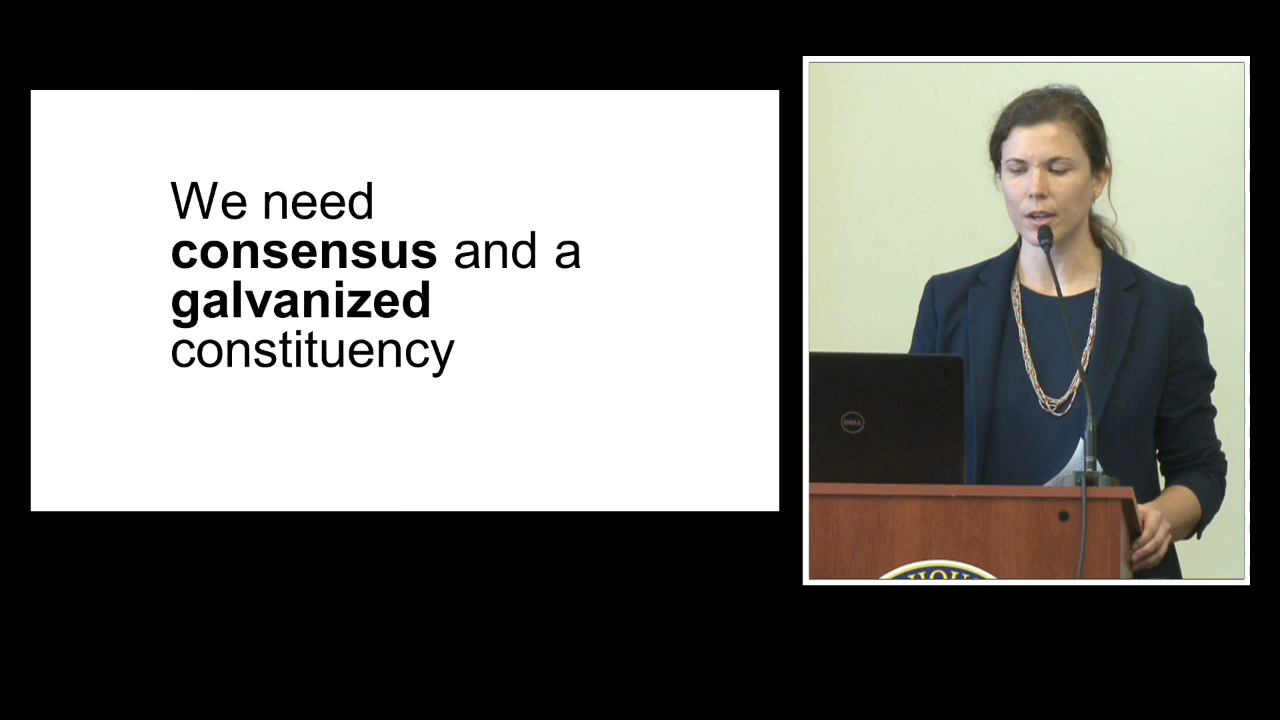 We need
consensus and a
galvanized
constituency
DELL